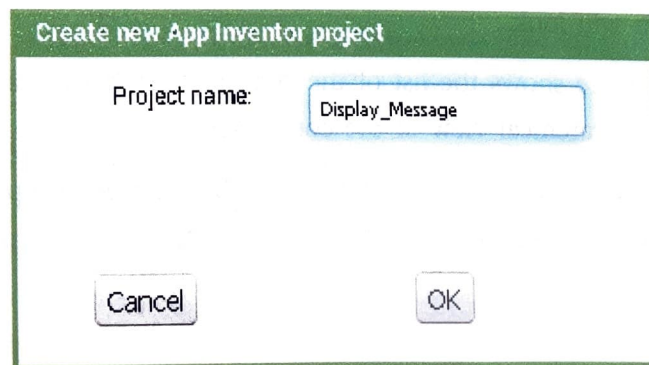 Create new App Inventor project
Project name:
Display_Message
Cancel
OK